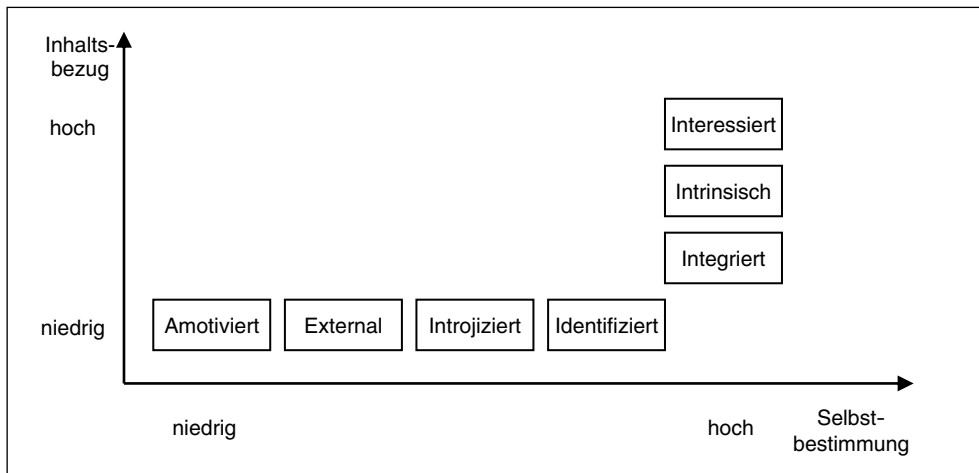 Inhalts-
bezug
hoch
Interessiert
Intrinsisch
Integriert
niedrig
Amotiviert
External
Introjiziert
Identifiziert
niedrig
hoch
Selbst-
bestimmung